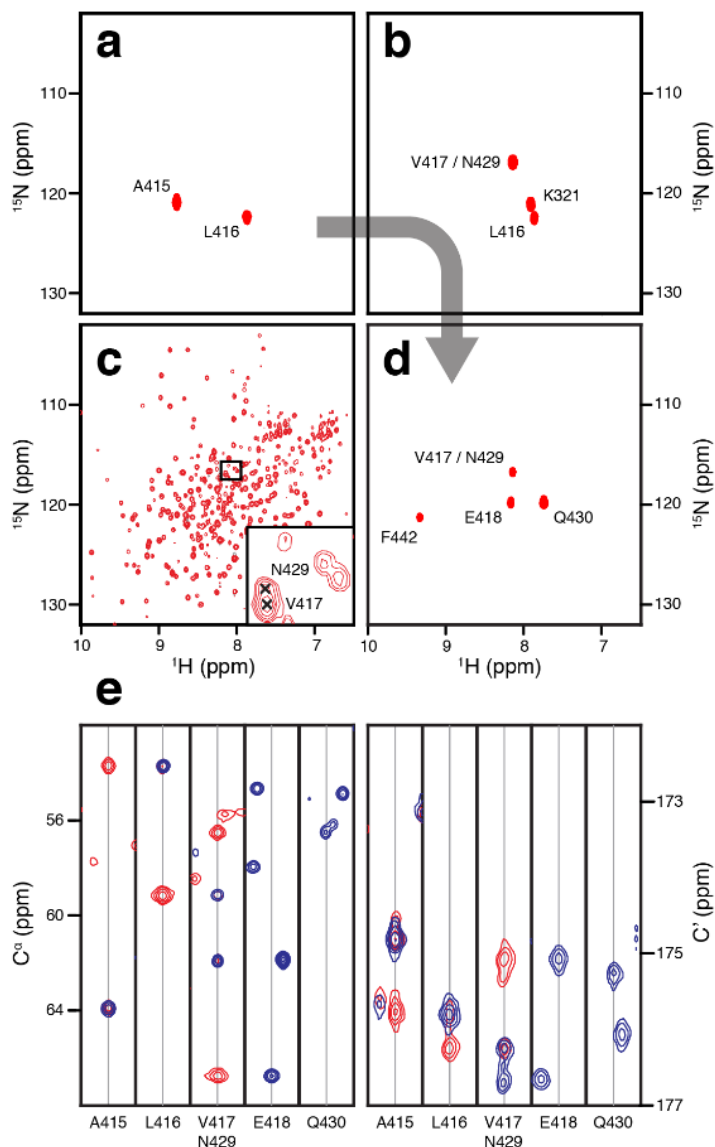 a
b
110
120
130
¹⁵N (ppm)
A415
L416
V417 / N429
K321
L416
110
120
130
¹⁵N (ppm)
c
d
110
120
130
¹⁵N (ppm)
N429
V417
10 9 8 7
¹H (ppm)
V417 / N429
E418
Q430
F442
110
120
130
¹⁵N (ppm)
10 9 8 7
¹H (ppm)
e
56
60
64
Cᵅ (ppm)
A415 L416 V417 E418 Q430
N429
173
175
177
C' (ppm)
A415 L416 V417 E418 Q430
N429